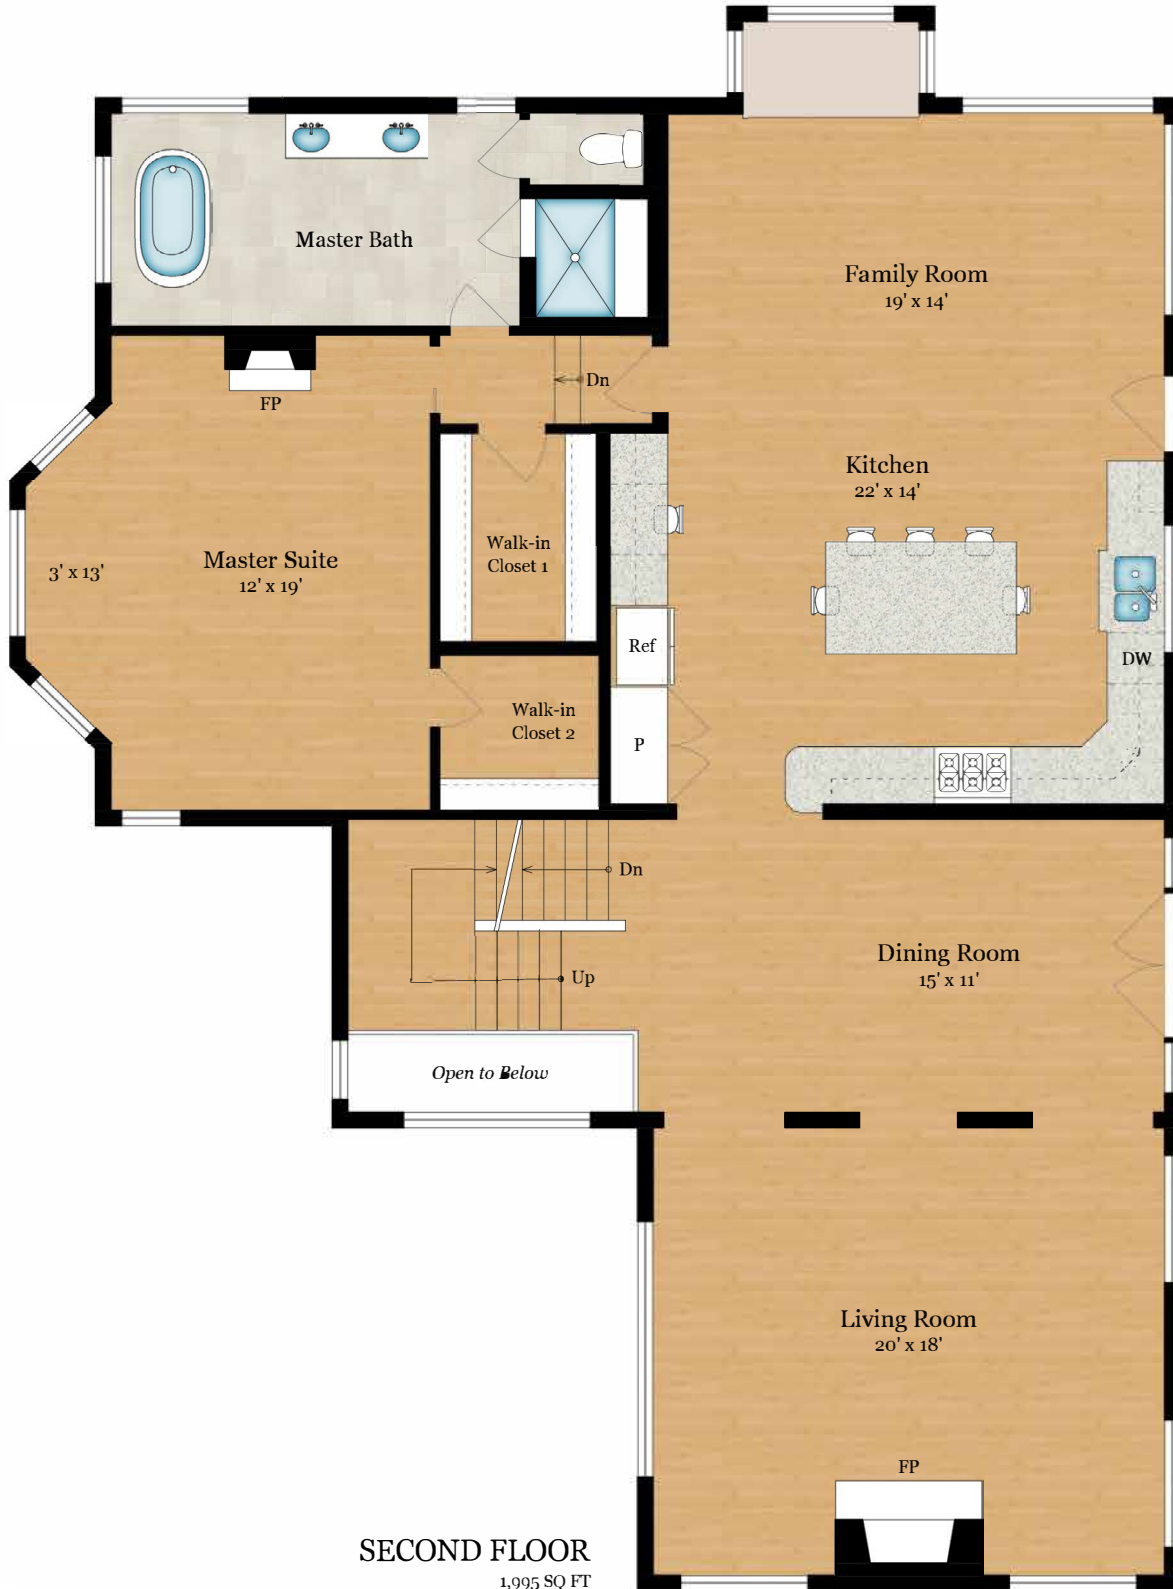 Master Bath
Family Room
19' x 14'
Dn
FP
Kitchen
22' x 14'
Walk-in
Closet 1
Master Suite
12' x 19'
3' x 13'
Ref
DW
Walk-in
Closet 2
P
Dn
Dining Room
15' x 11'
Up
Open to Below
Living Room
20' x 18'
FP
SECOND FLOOR
1,995 SQ FT